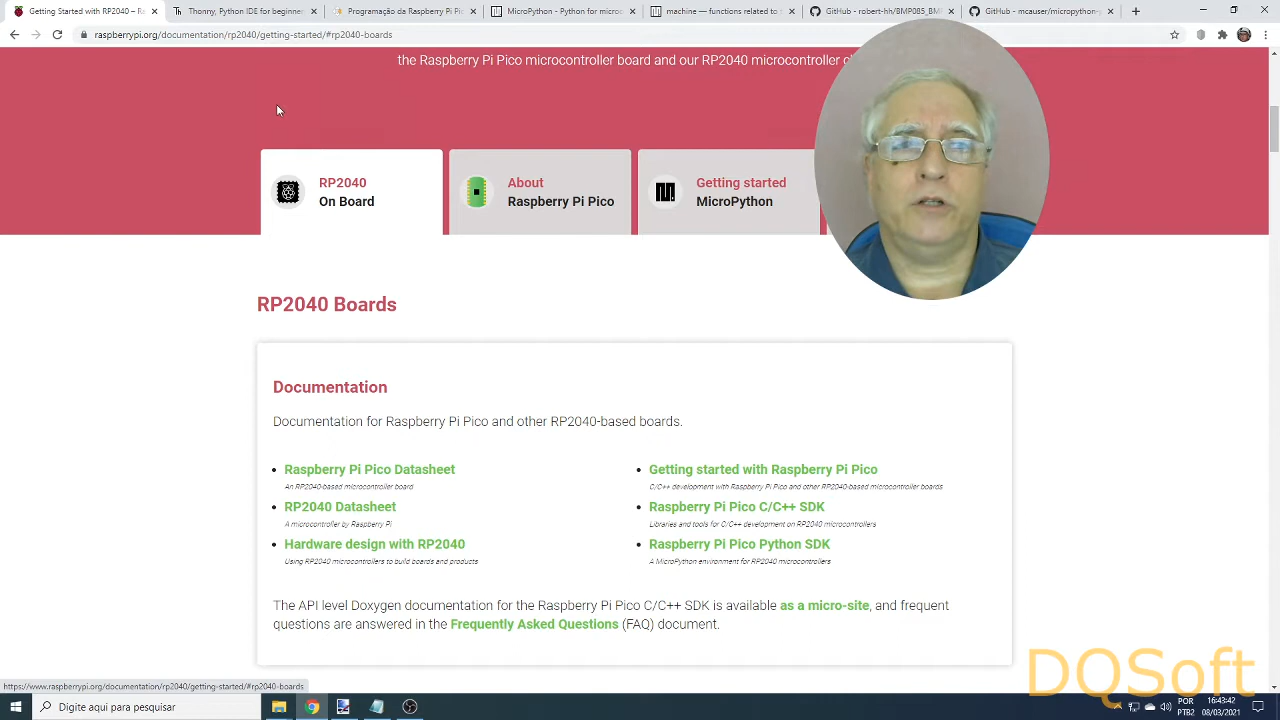 Getting Started with RP2040 – R
Thonny, Python IDE for beginner
Programação da Raspberry Pi Pico
MicroPython - Python for micro
machine — functions related to
GitHub - robert-hh/BMP085_BM
GitHub - mcauser/micropython-
raspberrypi.org/documentation/rp2040/getting-started/#rp2040-boards
the Raspberry Pi Pico microcontroller board and our RP2040 microcontroller
RP2040
On Board
About
Raspberry Pi Pico
Getting started
MicroPython
RP2040 Boards
Documentation
Documentation for Raspberry Pi Pico and other RP2040-based boards.
Raspberry Pi Pico Datasheet
An RP2040-based microcontroller board
RP2040 Datasheet
A microcontroller by Raspberry Pi
Hardware design with RP2040
Using RP2040 microcontrollers to build boards and products
Getting started with Raspberry Pi Pico
C/C++ development with Raspberry Pi Pico and other RP2040-based microcontroller boards
Raspberry Pi Pico C/C++ SDK
Libraries and tools for C/C++ development on RP2040 microcontrollers
Raspberry Pi Pico Python SDK
A MicroPython environment for RP2040 microcontrollers
The API level Doxygen documentation for the Raspberry Pi Pico C/C++ SDK is available as a micro-site, and frequent
questions are answered in the Frequently Asked Questions (FAQ) document.
DQSoft
https://www.raspberrypi.org/documentation/rp2040/getting-started/#rp2040-boards
Digite aqui para pesquisar
POR
PTB2
16:43:42
08/03/2021